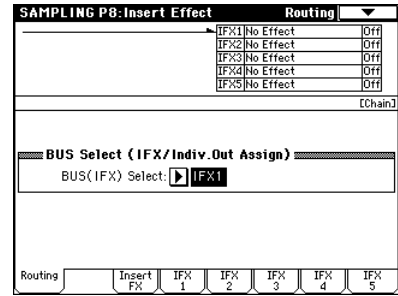 SAMPLING P8:Insert Effect Routing
IFX1 No Effect Off
IFX2 No Effect Off
IFX3 No Effect Off
IFX4 No Effect Off
IFX5 No Effect Off
[Chain]
BUS Select (IFX/Indiv.Out Assign)
BUS(IFX) Select: IFX1
Routing Insert FX IFX 1 IFX 2 IFX 3 IFX 4 IFX 5